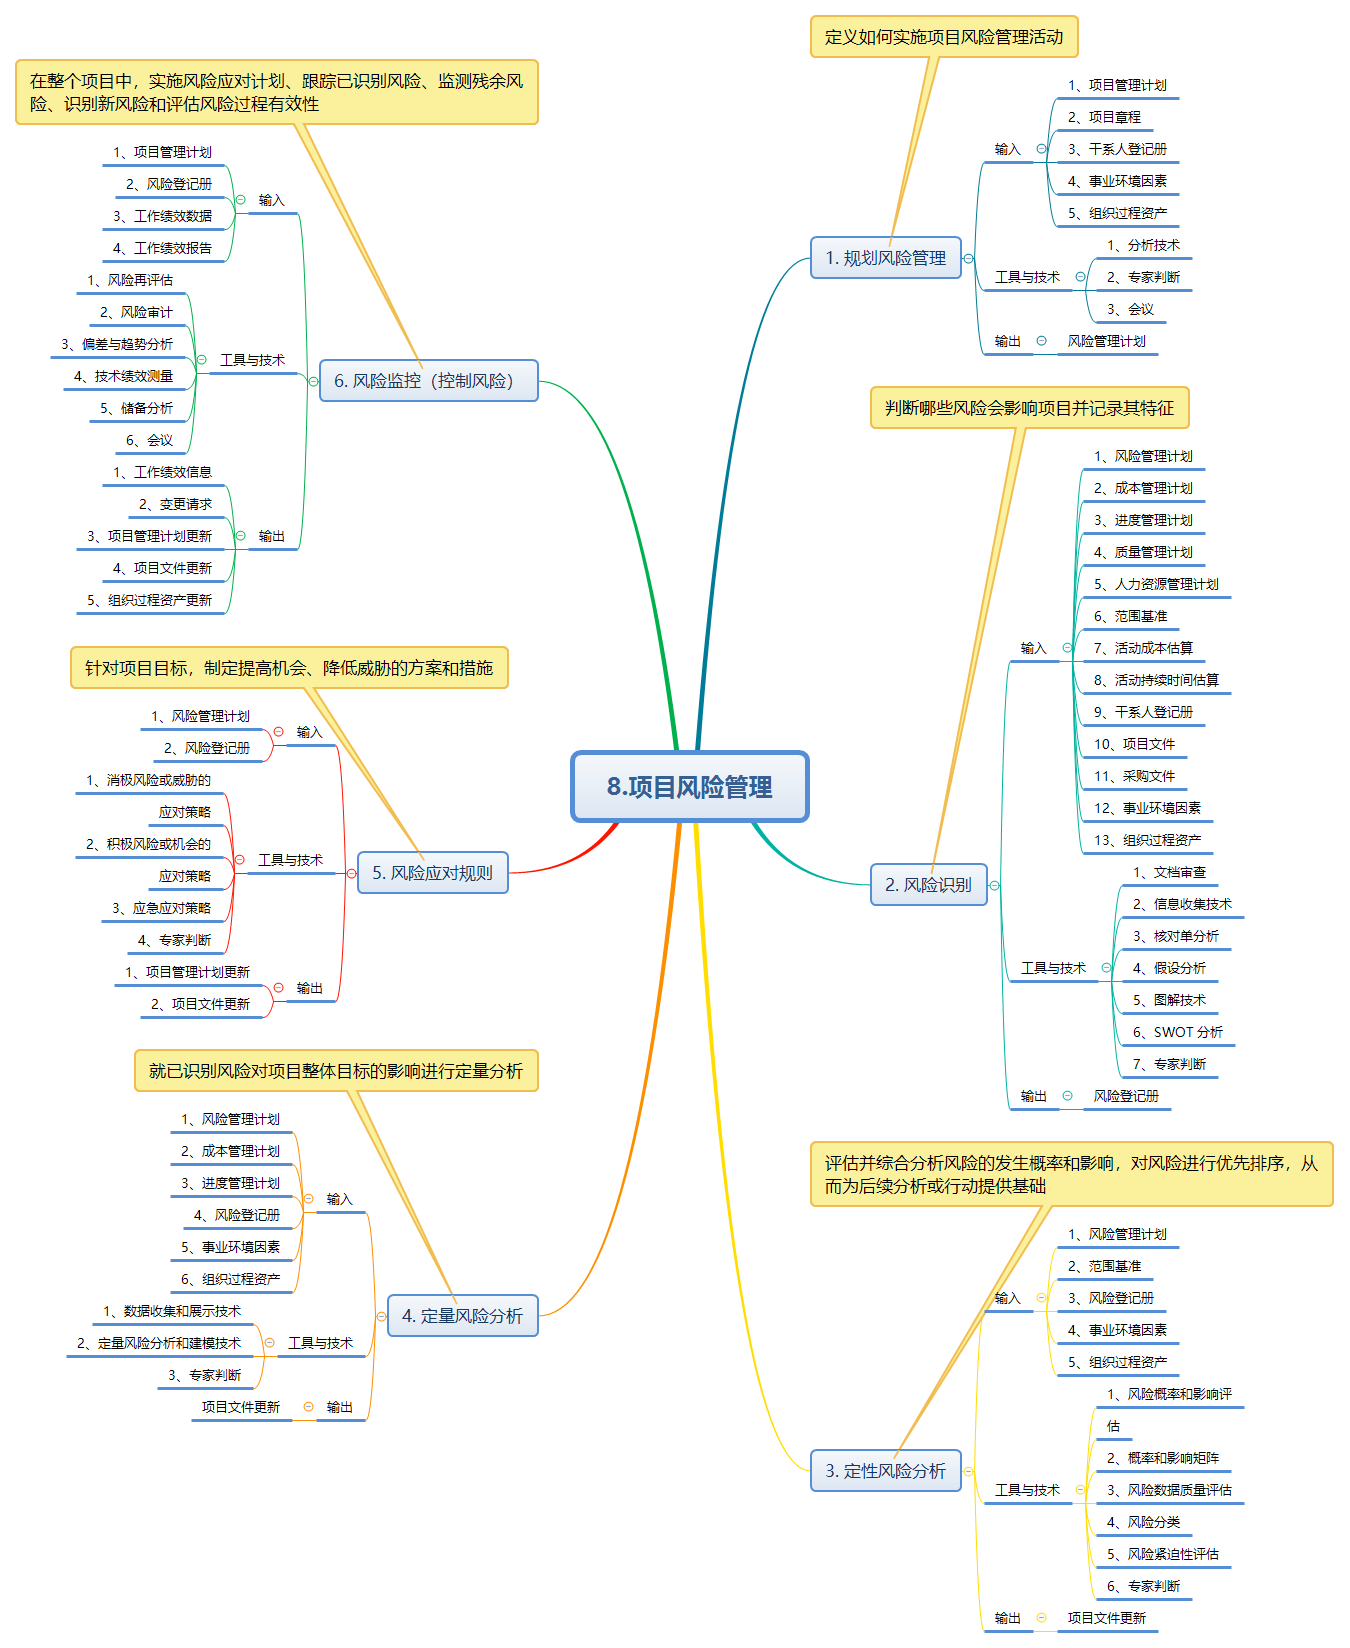 8.项目风险管理
定义如何实施项目风险管理活动
1. 规划风险管理
输入
1、项目管理计划
2、项目章程
3、干系人登记册
4、事业环境因素
5、组织过程资产
工具与技术
1、分析技术
2、专家判断
3、会议
输出
风险管理计划
判断哪些风险会影响项目并记录其特征
2. 风险识别
输入
1、风险管理计划
2、成本管理计划
3、进度管理计划
4、质量管理计划
5、人力资源管理计划
6、范围基准
7、活动成本估算
8、活动持续时间估算
9、干系人登记册
10、项目文件
11、采购文件
12、事业环境因素
13、组织过程资产
工具与技术
1、文档审查
2、信息收集技术
3、核对单分析
4、假设分析
5、图解技术
6、SWOT 分析
7、专家判断
输出
风险登记册
评估并综合分析风险的发生概率和影响，对风险进行优先排序，从
而为后续分析或行动提供基础
3. 定性风险分析
输入
1、风险管理计划
2、范围基准
3、风险登记册
4、事业环境因素
5、组织过程资产
工具与技术
1、风险概率和影响评
估
2、概率和影响矩阵
3、风险数据质量评估
4、风险分类
5、风险紧迫性评估
6、专家判断
输出
项目文件更新
就已识别风险对项目整体目标的影响进行定量分析
4. 定量风险分析
输入
1、风险管理计划
2、成本管理计划
3、进度管理计划
4、风险登记册
5、事业环境因素
6、组织过程资产
工具与技术
1、数据收集和展示技术
2、定量风险分析和建模技术
3、专家判断
输出
项目文件更新
针对项目目标，制定提高机会、降低威胁的方案和措施
5. 风险应对规则
输入
1、风险管理计划
2、风险登记册
工具与技术
1、消极风险或威胁的
应对策略
2、积极风险或机会的
应对策略
3、应急应对策略
4、专家判断
输出
1、项目管理计划更新
2、项目文件更新
在整个项目中，实施风险应对计划、跟踪已识别风险、监测残余风
险、识别新风险和评估风险过程有效性
6. 风险监控（控制风险）
输入
1、项目管理计划
2、风险登记册
3、工作绩效数据
4、工作绩效报告
工具与技术
1、风险再评估
2、风险审计
3、偏差与趋势分析
4、技术绩效测量
5、储备分析
6、会议
输出
1、工作绩效信息
2、变更请求
3、项目管理计划更新
4、项目文件更新
5、组织过程资产更新